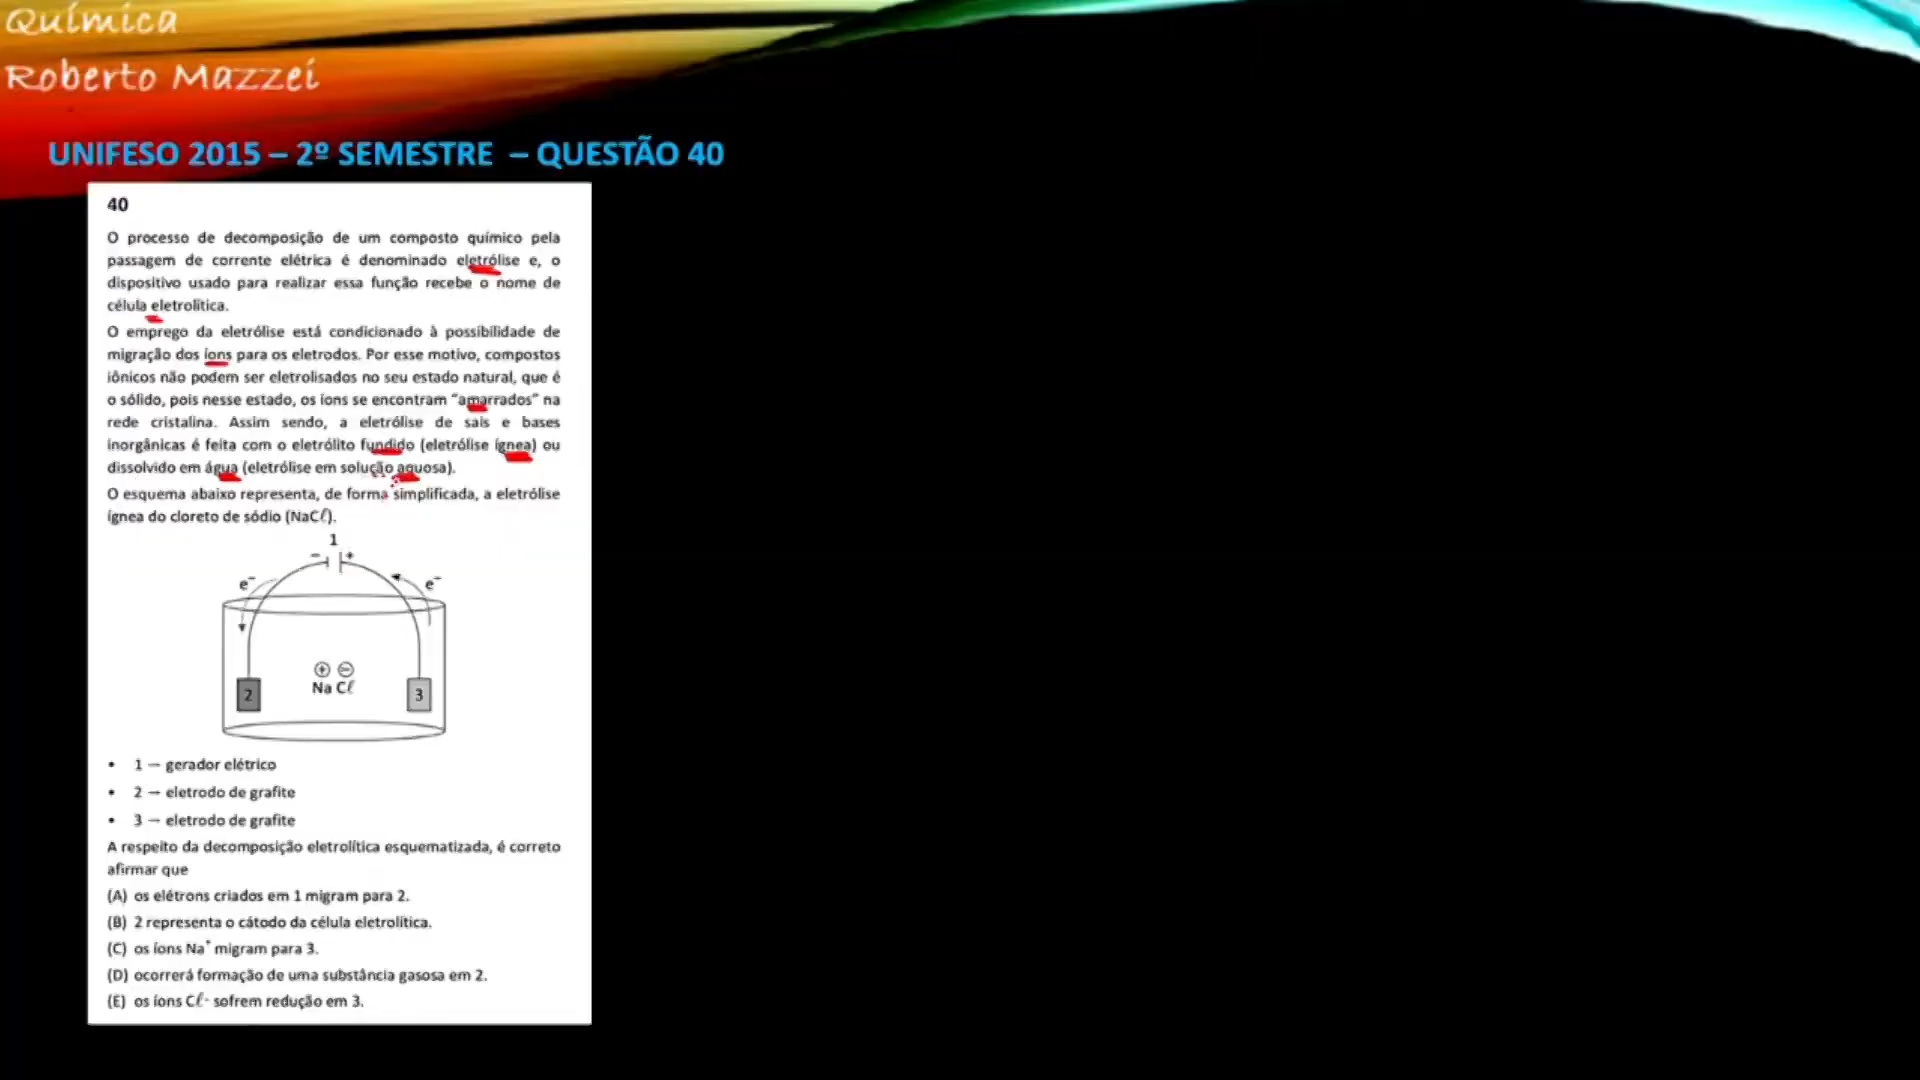 Química
Roberto Mazzei
UNIFESO 2015 – 2º SEMESTRE – QUESTÃO 40
40
O processo de decomposição de um composto químico pela
passagem de corrente elétrica é denominado eletrólise e, o
dispositivo usado para realizar essa função recebe o nome de
célula eletrolítica.
O emprego da eletrólise está condicionado à possibilidade de
migração dos íons para os eletrodos. Por esse motivo, compostos
iônicos não podem ser eletrolisados no seu estado natural, que é
o sólido, pois nesse estado, os íons se encontram "amarrados" na
rede cristalina. Assim sendo, a eletrólise de sais e bases
inorgânicas é feita com o eletrólito fundido (eletrólise ígnea) ou
dissolvido em água (eletrólise em solução aquosa).
O esquema abaixo representa, de forma simplificada, a eletrólise
ígnea do cloreto de sódio (NaCℓ).
1
– +
e⁻ e⁻
⊕ ⊖
Na Cℓ
2 3
• 1 — gerador elétrico
• 2 — eletrodo de grafite
• 3 — eletrodo de grafite
A respeito da decomposição eletrolítica esquematizada, é correto
afirmar que
(A) os elétrons criados em 1 migram para 2.
(B) 2 representa o cátodo da célula eletrolítica.
(C) os íons Na⁺ migram para 3.
(D) ocorrerá formação de uma substância gasosa em 2.
(E) os íons Cℓ⁻ sofrem redução em 3.